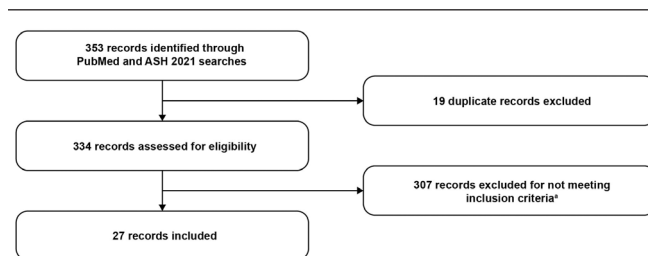 353 records identified through
PubMed and ASH 2021 searches
19 duplicate records excluded
334 records assessed for eligibility
307 records excluded for not meeting
inclusion criteriaª
27 records included